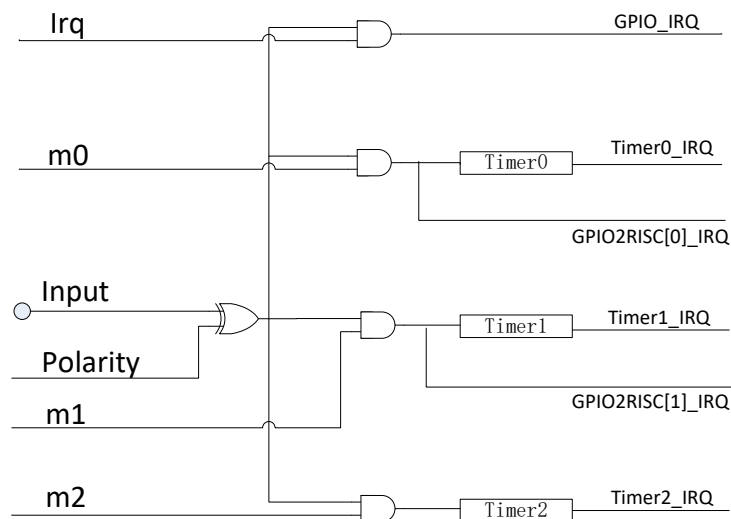 Irq
GPIO_IRQ
m0
Timer0
Timer0_IRQ
GPIO2RISC[0]_IRQ
Input
Timer1
Timer1_IRQ
Polarity
GPIO2RISC[1]_IRQ
m1
m2
Timer2
Timer2_IRQ